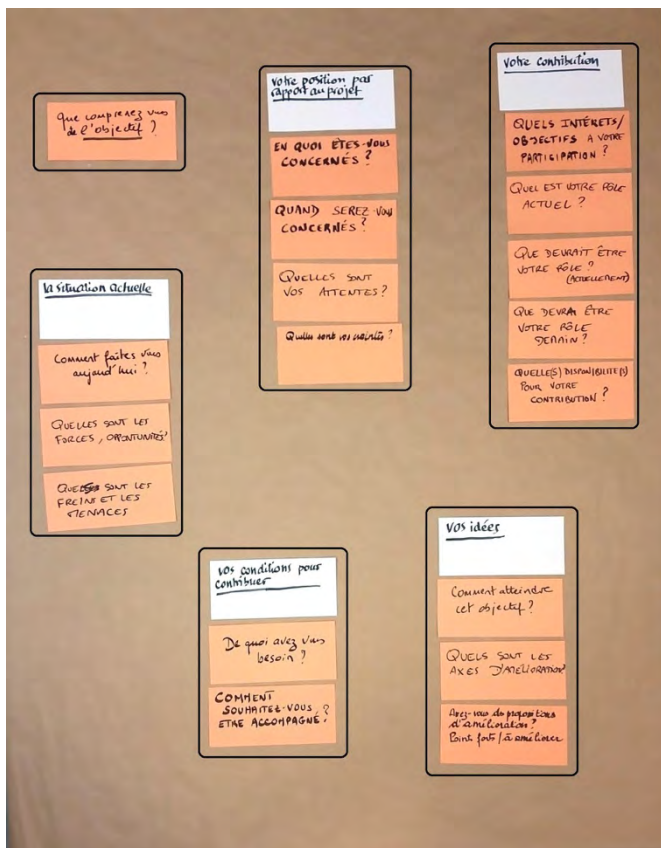 que comprenez vous
de l'objectif ?
votre position par
rapport au projet
EN QUOI ÊTES-VOUS
CONCERNÉS ?
QUAND SEREZ-VOUS
CONCERNÉS ?
QUELLES SONT
VOS ATTENTES ?
Quelles sont vos craintes ?
votre contribution
QUELS INTÉRÊTS/
OBJECTIFS A VOTRE
PARTICIPATION ?
QUEL EST VOTRE RÔLE
ACTUEL ?
QUE DEVRAIT ÊTRE
VOTRE RÔLE ?
(ACTUELLEMENT)
QUE DEVRA ÊTRE
VOTRE RÔLE
DEMAIN ?
QUELLE(S) DISPONIBILITÉ(S)
POUR VOTRE
CONTRIBUTION ?
la situation actuelle
Comment faites vous
aujourd'hui ?
QUELLES SONT LES
FORCES, OPPORTUNITÉS ?
QUELS SONT LES
FREINS ET LES
MENACES
vos conditions pour
contribuer
De quoi avez vous
besoin ?
COMMENT
SOUHAITEZ-VOUS
ETRE ACCOMPAGNÉ ?
vos idées
Comment atteindre
cet objectif ?
QUELS SONT LES
AXES D'AMÉLIORATION ?
Avez-vous des propositions
d'amélioration ?
Points forts / à améliorer